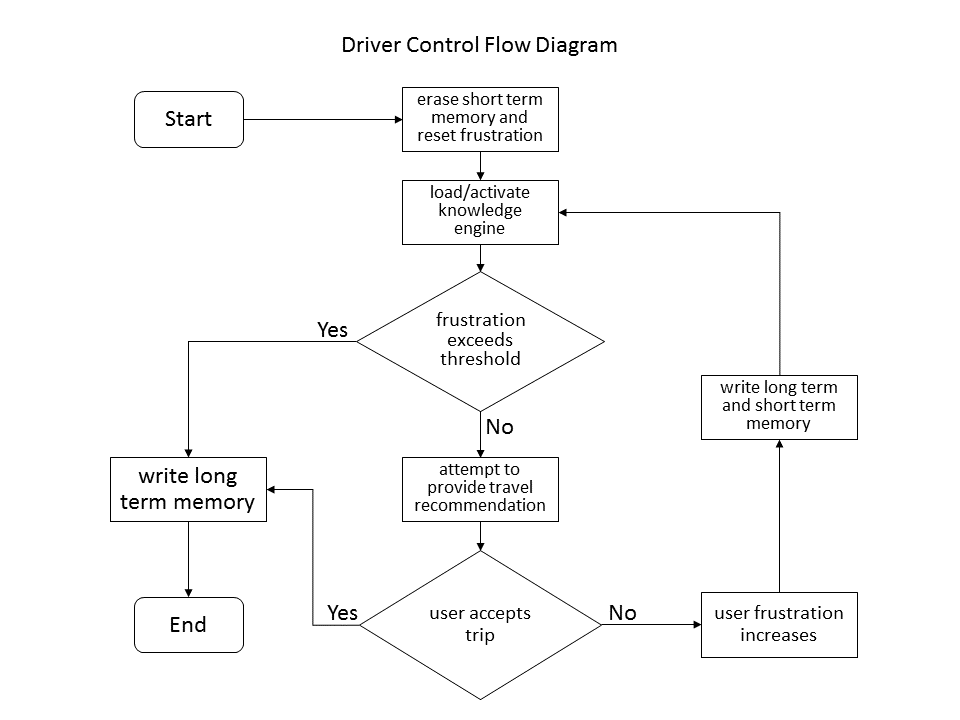 Driver Control Flow Diagram
Start
erase short term
memory and
reset frustration
load/activate
knowledge
engine
frustration
exceeds
threshold
Yes
No
write long term
and short term
memory
write long
term memory
attempt to
provide travel
recommendation
End
Yes
user accepts
trip
No
user frustration
increases